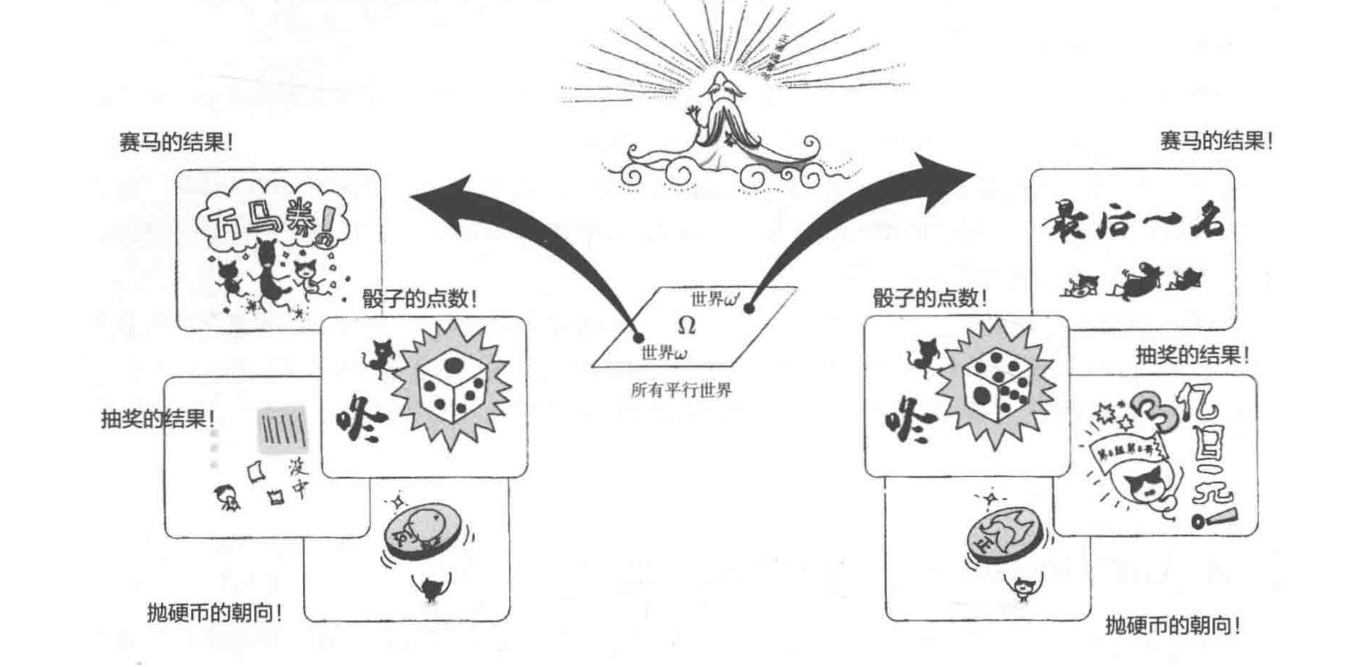 赛马的结果！
万马券!
骰子的点数！
抽奖的结果！
没
中
咚
抛硬币的朝向！
世界ω′
Ω
世界ω
所有平行世界
赛马的结果！
最后一名
骰子的点数！
咚
抽奖的结果！
3亿日元!
正
抛硬币的朝向！